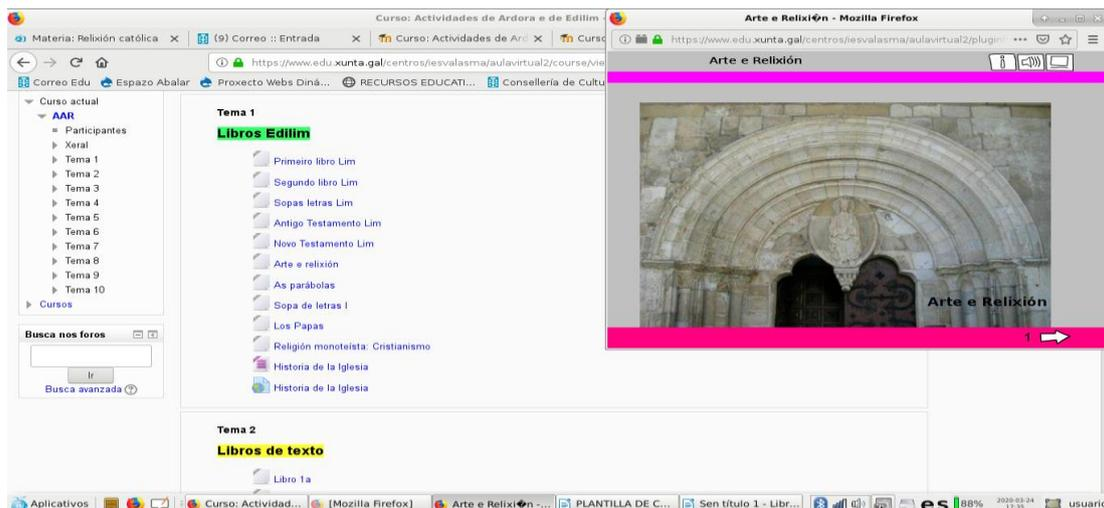 Curso: Actividades de Ardora e de Edilim -
Materia: Relixión católica
(9) Correo :: Entrada
Curso: Actividades de Ard
Curso
https://www.edu.xunta.gal/centros/iesvalasma/aulavirtual2/course/vie
Correo Edu
Espazo Abalar
Proxecto Webs Diná...
RECURSOS EDUCATI...
Consellería de Cultu
Curso actual
AAR
Participantes
Xeral
Tema 1
Tema 2
Tema 3
Tema 4
Tema 5
Tema 6
Tema 7
Tema 8
Tema 9
Tema 10
Cursos
Busca nos foros
Ir
Busca avanzada
Tema 1
Libros Edilim
Primeiro libro Lim
Segundo libro Lim
Sopas letras Lim
Antigo Testamento Lim
Novo Testamento Lim
Arte e relixión
As parábolas
Sopa de letras I
Los Papas
Religión monoteísta: Cristianismo
Historia de la Iglesia
Historia de la Iglesia
Tema 2
Libros de texto
Libro 1a
Arte e Relixi�n - Mozilla Firefox
https://www.edu.xunta.gal/centros/iesvalasma/aulavirtual2/plugin
Arte e Relixión
Arte e Relixión
1
Aplicativos
Curso: Actividad...
[Mozilla Firefox]
Arte e Relixi�n -...
PLANTILLA DE C...
Sen título 1 - Libr...
es
88%
2020-03-24
17:35
usuario